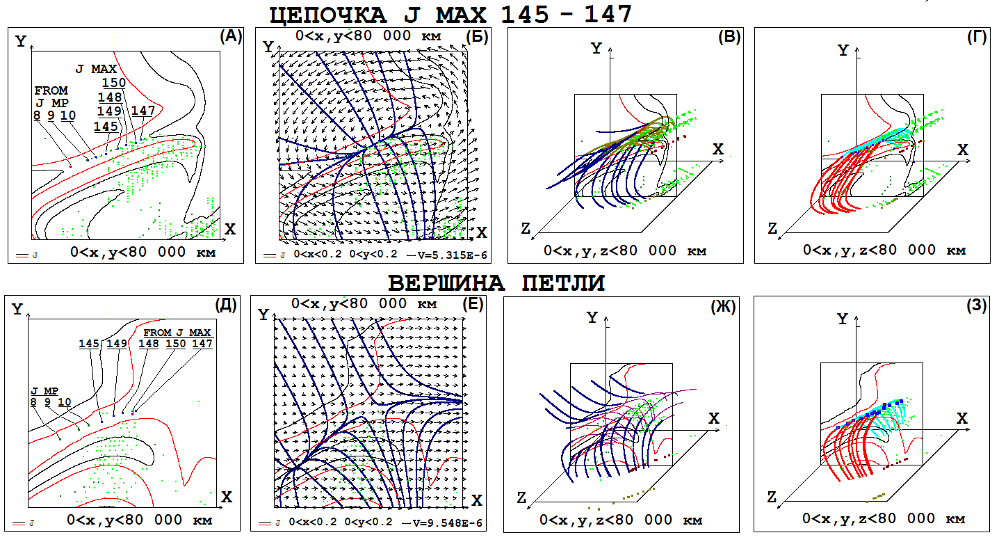 ЦЕПОЧКА J MAX 145 – 147
(А)
Y
J MAX
150
FROM
J MP
148
8 9 10
149
147
145
X
J
0<x,y<80 000 км
0<x,y<80 000 км
(Б)
Y
X
J 0<x<0.2 0<y<0.2 V=5.315E-6
(В)
Y
X
Z
0<x,y,z<80 000 км
(Г)
Y
X
Z
0<x,y,z<80 000 км
ВЕРШИНА ПЕТЛИ
(Д)
Y
FROM J MAX
145 149 148 150 147
J MP
8 9 10
X
J
0<x,y<80 000 км
0<x,y<80 000 км
(Е)
Y
X
J 0<x<0.2 0<y<0.2 V=9.548E-6
(Ж)
Y
X
Z
0<x,y,z<80 000 км
(З)
Y
X
Z
0<x,y,z<80 000 км